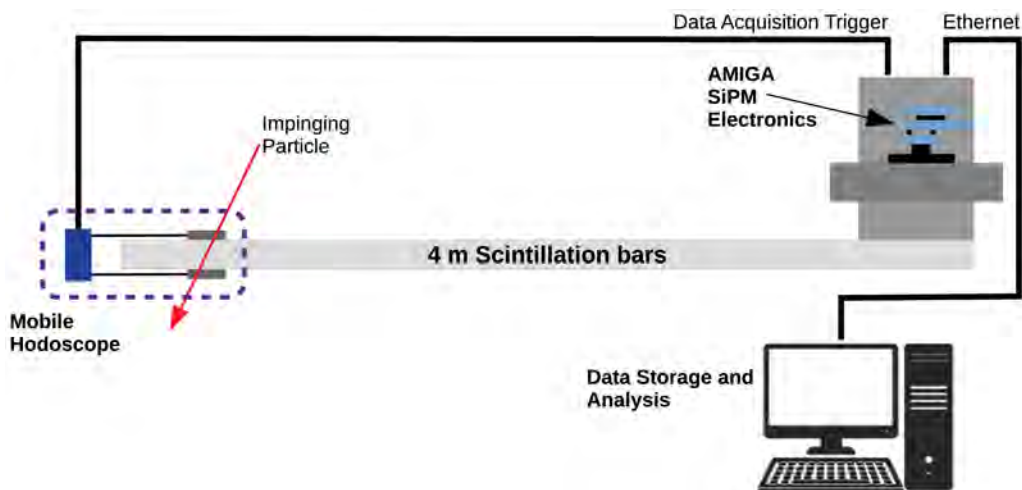 Data Acquisition Trigger
Ethernet
AMIGA
SiPM
Electronics
Impinging
Particle
4 m Scintillation bars
Mobile
Hodoscope
Data Storage and
Analysis